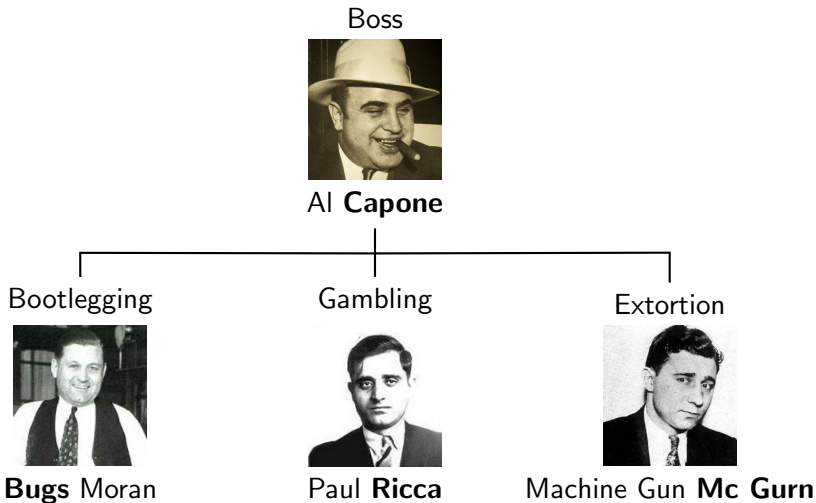 Boss
Al Capone
Bootlegging
Gambling
Extortion
Bugs Moran
Paul Ricca
Machine Gun Mc Gurn